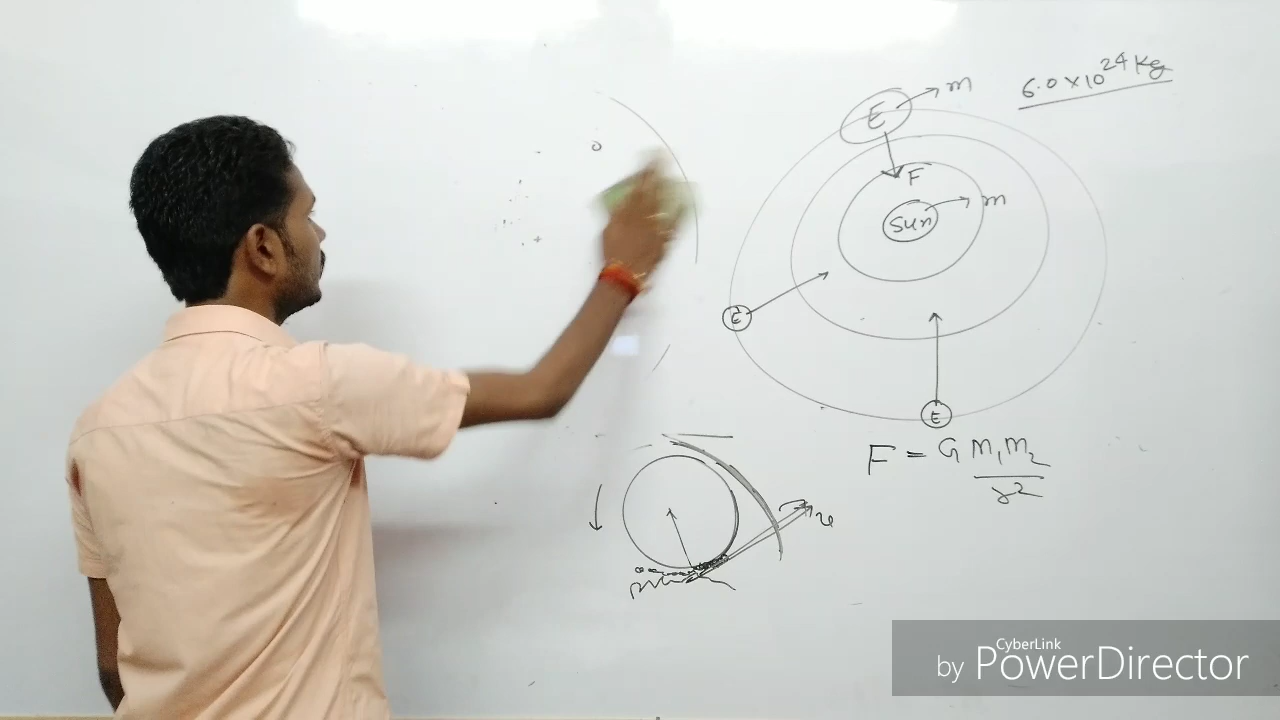 6.0 × 10²⁴ Kg
E m
F
Sun m
E
E
F = G m₁m₂
r²
v
CyberLink
by PowerDirector